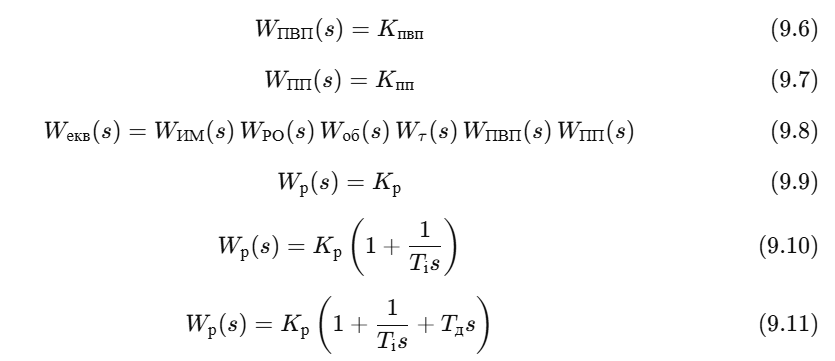 W_ПВП(s) = K_пвп (9.6)
W_ПП(s) = K_пп (9.7)
W_екв(s) = W_ИМ(s) W_РО(s) W_об(s) W_τ(s) W_ПВП(s) W_ПП(s) (9.8)
W_р(s) = K_р (9.9)
W_р(s) = K_р (1 + 1/(T_i s)) (9.10)
W_р(s) = K_р (1 + 1/(T_i s) + T_д s) (9.11)